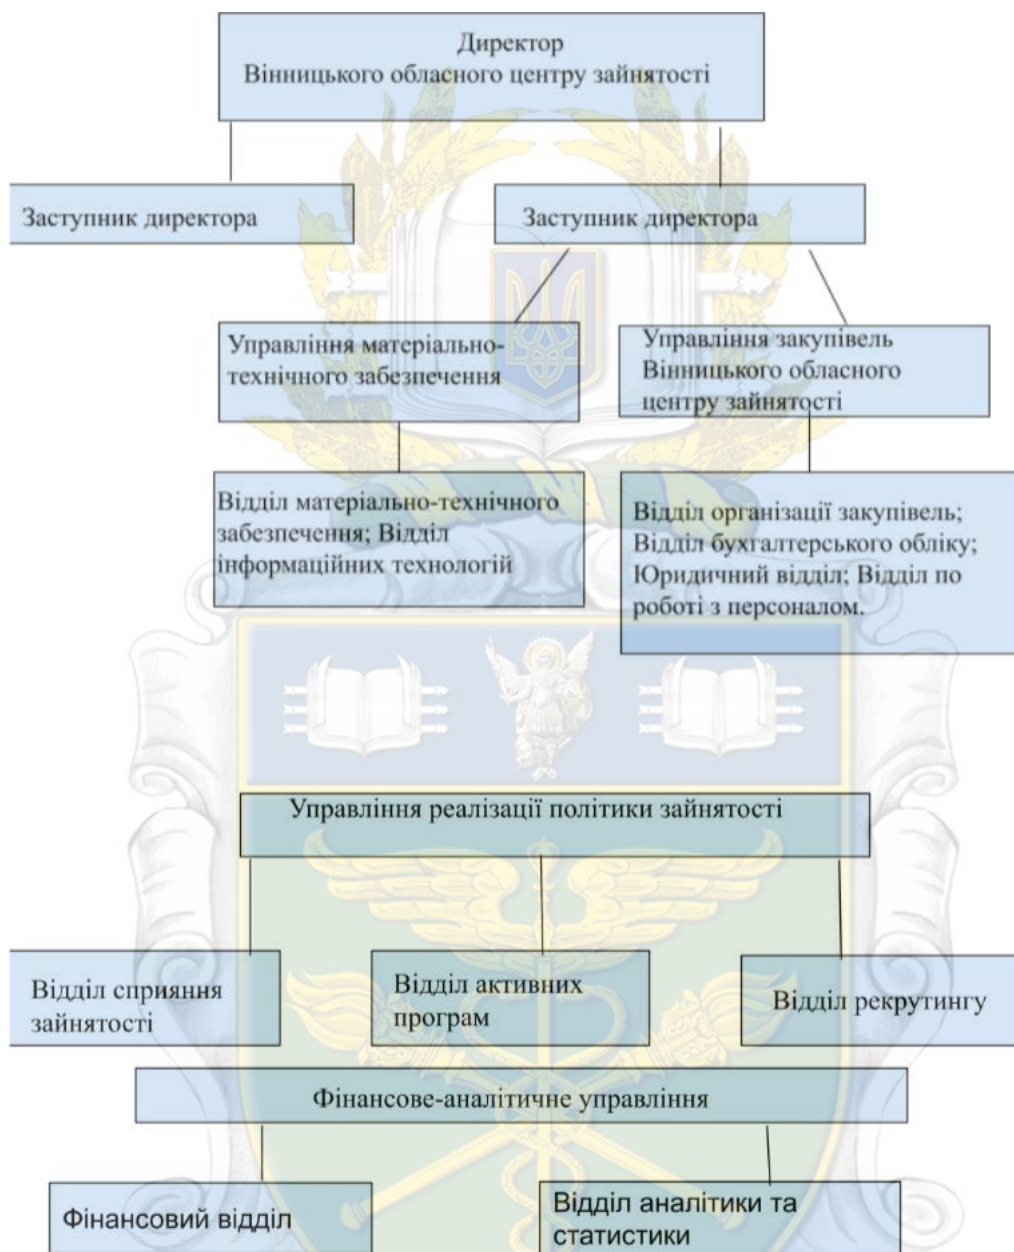 Директор
Вінницького обласного центру зайнятості
Заступник директора
Заступник директора
Управління матеріально-
технічного забезпечення
Управління закупівель
Вінницького обласного
центру зайнятості
Відділ матеріально-технічного
забезпечення; Відділ
інформаційних технологій
Відділ організації закупівель;
Відділ бухгалтерського обліку;
Юридичний відділ; Відділ по
роботі з персоналом.
Управління реалізації політики зайнятості
Відділ сприяння
зайнятості
Відділ активних
програм
Відділ рекрутингу
Фінансове-аналітичне управління
Фінансовий відділ
Відділ аналітики та
статистики